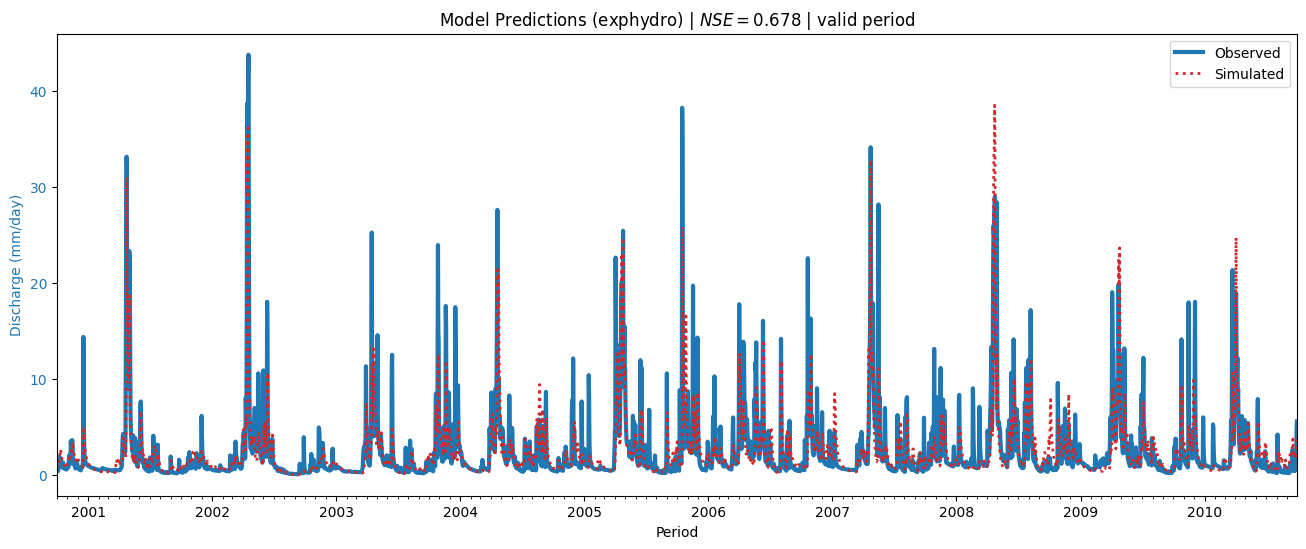 Model Predictions (exphydro) | NSE = 0.678 | valid period
Observed
Simulated
Discharge (mm/day)
40
30
20
10
0
2001 2002 2003 2004 2005 2006 2007 2008 2009 2010
Period